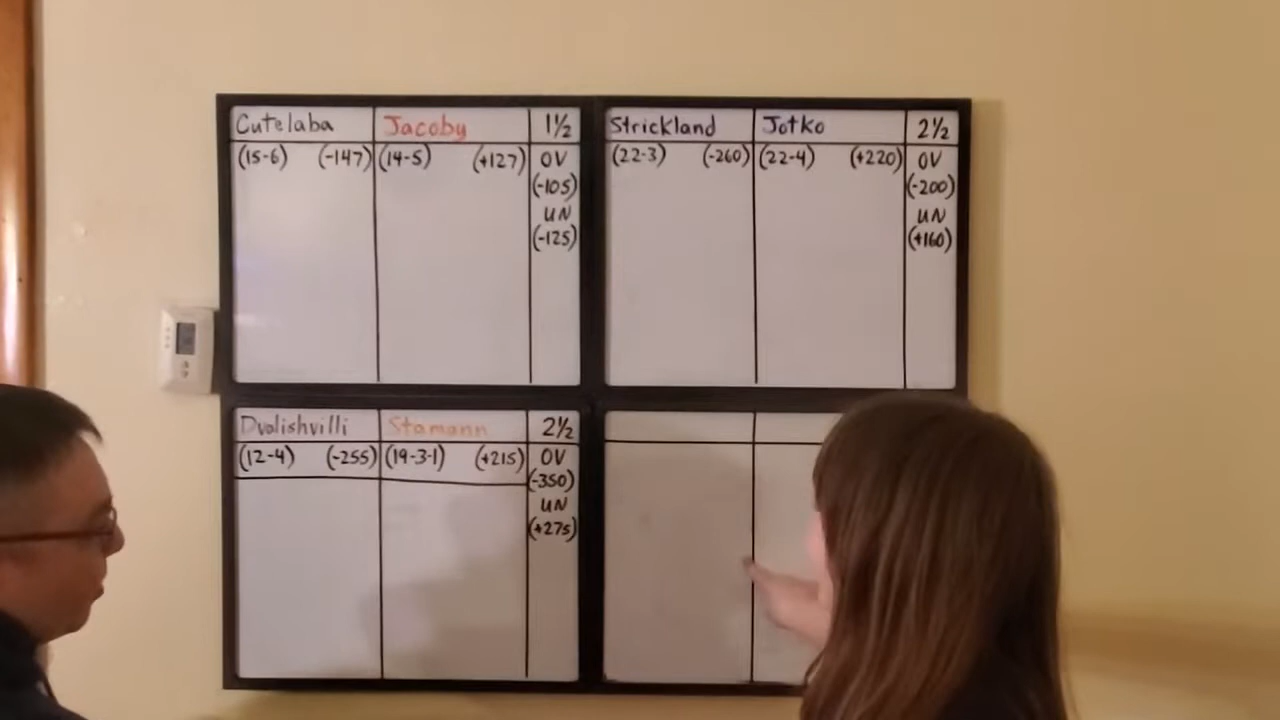 Cutelaba Jacoby 1½
(15-6) (-147) (14-5) (+127) OV
(-105)
UN
(-125)
Strickland Jotko 2½
(22-3) (-260) (22-4) (+220) OV
(-200)
UN
(+160)
Dvalishvilli Stamann 2½
(12-4) (-255) (19-3-1) (+215) OV
(-350)
UN
(+275)